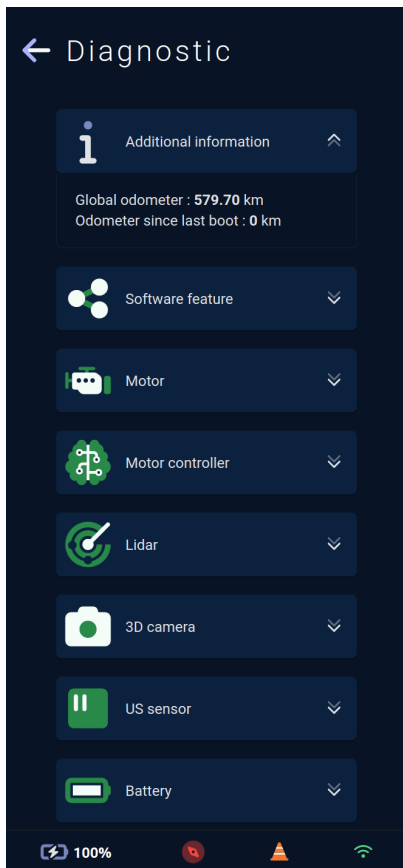 Diagnostic
Additional information
Global odometer : 579.70 km
Odometer since last boot : 0 km
Software feature
Motor
Motor controller
Lidar
3D camera
US sensor
Battery
100%